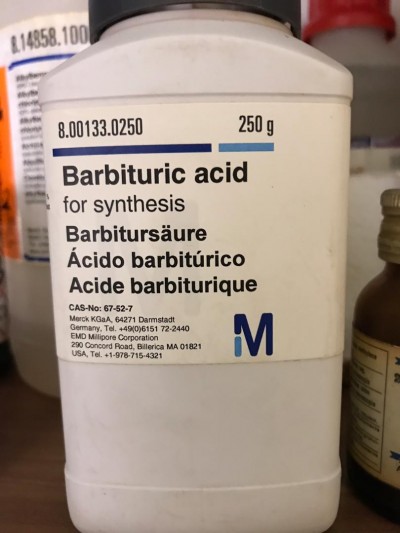 8.14858.100
8.00133.0250 250 g
Barbituric acid
for synthesis
Barbitursäure
Ácido barbitúrico
Acide barbiturique
CAS-No: 67-52-7
Merck KGaA, 64271 Darmstadt
Germany, Tel. +49(0)6151 72-2440
EMD Millipore Corporation
290 Concord Road, Billerica MA 01821
USA, Tel. +1-978-715-4321
M